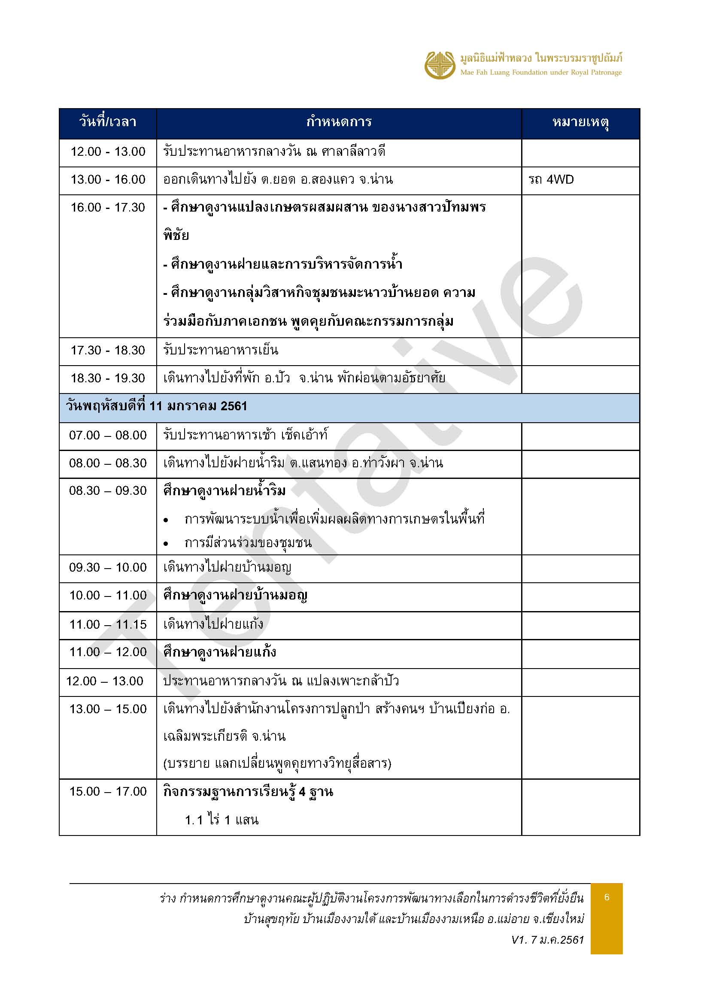 มูลนิธิแม่ฟ้าหลวง ในพระบรมราชูปถัมภ์
Mae Fah Luang Foundation under Royal Patronage
วันที่/เวลา กำหนดการ หมายเหตุ
12.00 - 13.00 รับประทานอาหารกลางวัน ณ ศาลาลีลาวดี
13.00 - 16.00 ออกเดินทางไปยัง ต.ยอด อ.สองแคว จ.น่าน รถ 4WD
16.00 - 17.30 - ศึกษาดูงานแปลงเกษตรผสมผสาน ของนางสาวปัทมพร
พิชัย
- ศึกษาดูงานฝายและการบริหารจัดการน้ำ
- ศึกษาดูงานกลุ่มวิสาหกิจชุมชนมะนาวบ้านยอด ความ
ร่วมมือกับภาคเอกชน พูดคุยกับคณะกรรมการกลุ่ม
17.30 - 18.30 รับประทานอาหารเย็น
18.30 - 19.30 เดินทางไปยังที่พัก อ.ปัว จ.น่าน พักผ่อนตามอัธยาศัย
วันพฤหัสบดีที่ 11 มกราคม 2561
07.00 – 08.00 รับประทานอาหารเช้า เช็คเอ้าท์
08.00 – 08.30 เดินทางไปยังฝายน้ำริม ต.แสนทอง อ.ท่าวังผา จ.น่าน
08.30 – 09.30 ศึกษาดูงานฝายน้ำริม
• การพัฒนาระบบน้ำเพื่อเพิ่มผลผลิตทางการเกษตรในพื้นที่
• การมีส่วนร่วมของชุมชน
09.30 – 10.00 เดินทางไปฝายบ้านมอญ
10.00 – 11.00 ศึกษาดูงานฝายบ้านมอญ
11.00 – 11.15 เดินทางไปฝายแก้ง
11.00 – 12.00 ศึกษาดูงานฝายแก้ง
12.00 – 13.00 ประทานอาหารกลางวัน ณ แปลงเพาะกล้าปัว
13.00 – 15.00 เดินทางไปยังสำนักงานโครงการปลูกป่า สร้างคนฯ บ้านเปียงก่อ อ.
เฉลิมพระเกียรติ จ.น่าน
(บรรยาย แลกเปลี่ยนพูดคุยทางวิทยุสื่อสาร)
15.00 – 17.00 กิจกรรมฐานการเรียนรู้ 4 ฐาน
1. 1 ไร่ 1 แสน
Tentative
ร่าง กำหนดการศึกษาดูงานคณะผู้ปฏิบัติงานโครงการพัฒนาทางเลือกในการดำรงชีวิตที่ยั่งยืน 6
บ้านสุขฤทัย บ้านเมืองงามใต้ และบ้านเมืองงามเหนือ อ.แม่อาย จ.เชียงใหม่
V1. 7 ม.ค.2561